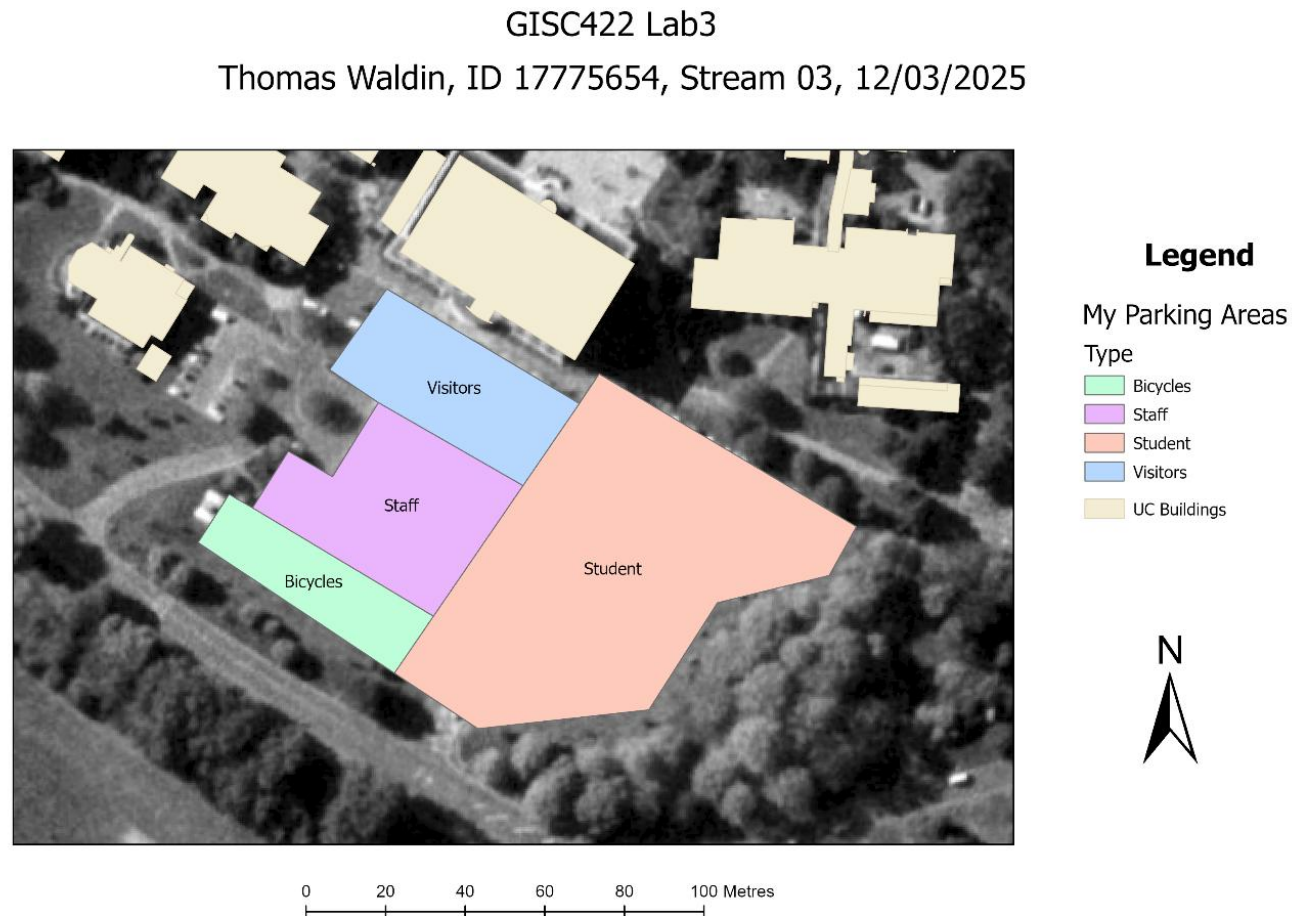 GISC422 Lab3
Thomas Waldin, ID 17775654, Stream 03, 12/03/2025
Visitors
Staff
Bicycles
Student
Legend
My Parking Areas
Type
Bicycles
Staff
Student
Visitors
UC Buildings
N
0 20 40 60 80 100 Metres